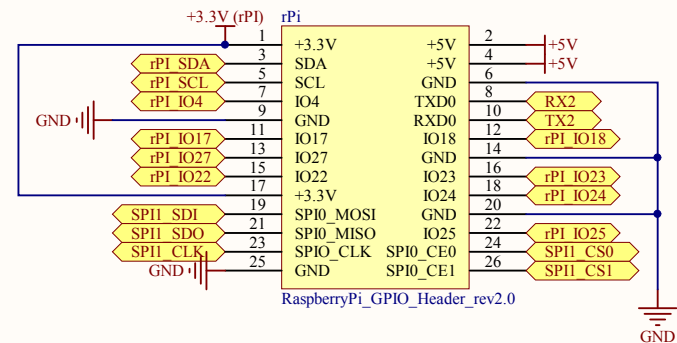 +3.3V (rPI) rPi
1 +3.3V +5V 2 +5V
rPI_SDA 3 SDA +5V 4 +5V
rPI_SCL 5 SCL GND 6
rPI_IO4 7 IO4 TXD0 8 RX2
GND 9 GND RXD0 10 TX2
rPI_IO17 11 IO17 IO18 12 rPI_IO18
rPI_IO27 13 IO27 GND 14
rPI_IO22 15 IO22 IO23 16 rPI_IO23
17 +3.3V IO24 18 rPI_IO24
SPI1_SDI 19 SPI0_MOSI GND 20
SPI1_SDO 21 SPI0_MISO IO25 22 rPI_IO25
SPI1_CLK 23 SPIO_CLK SPI0_CE0 24 SPI1_CS0
GND 25 GND SPI0_CE1 26 SPI1_CS1
RaspberryPi_GPIO_Header_rev2.0
GND